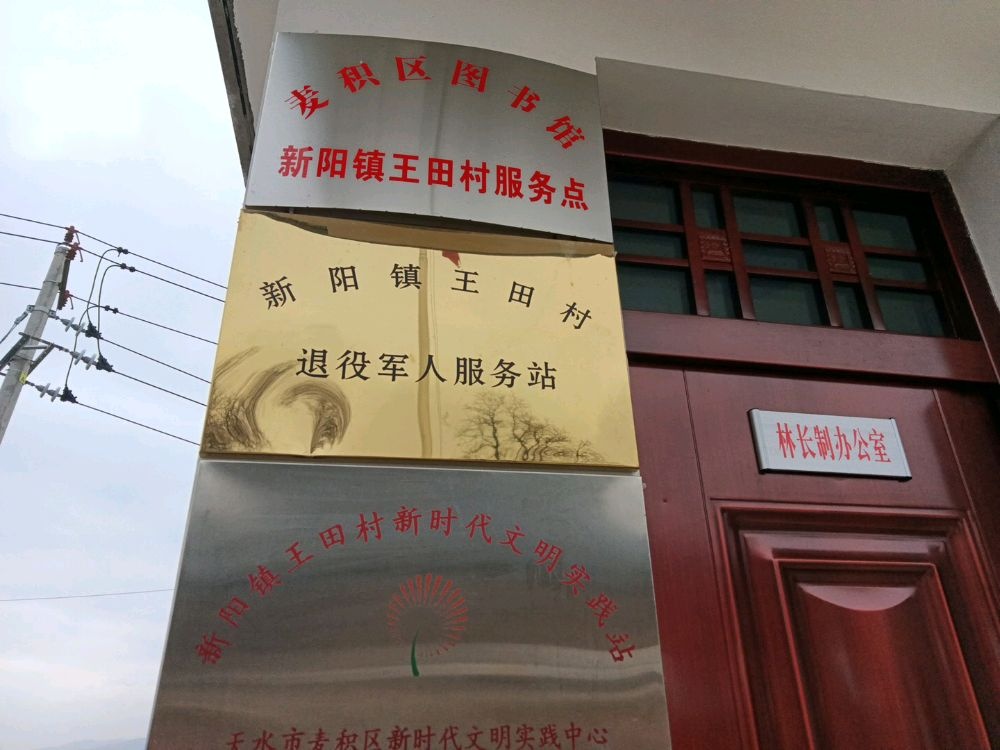 麦积区图书馆
新阳镇王田村服务点
新阳镇王田村
退役军人服务站
林长制办公室
新阳镇王田村新时代文明实践站
天水市麦积区新时代文明实践中心